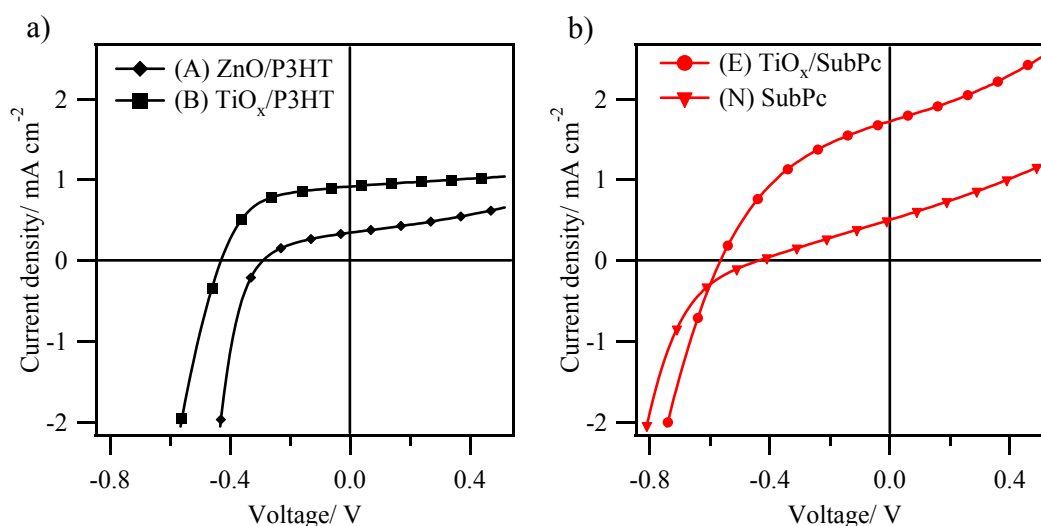 a)
(A) ZnO/P3HT
(B) TiOₓ/P3HT
2
1
0
-1
-2
Current density/ mA cm⁻²
-0.8
-0.4
0.0
0.4
Voltage/ V
b)
(E) TiOₓ/SubPc
(N) SubPc
2
1
0
-1
-2
Current density/ mA cm⁻²
-0.8
-0.4
0.0
0.4
Voltage/ V